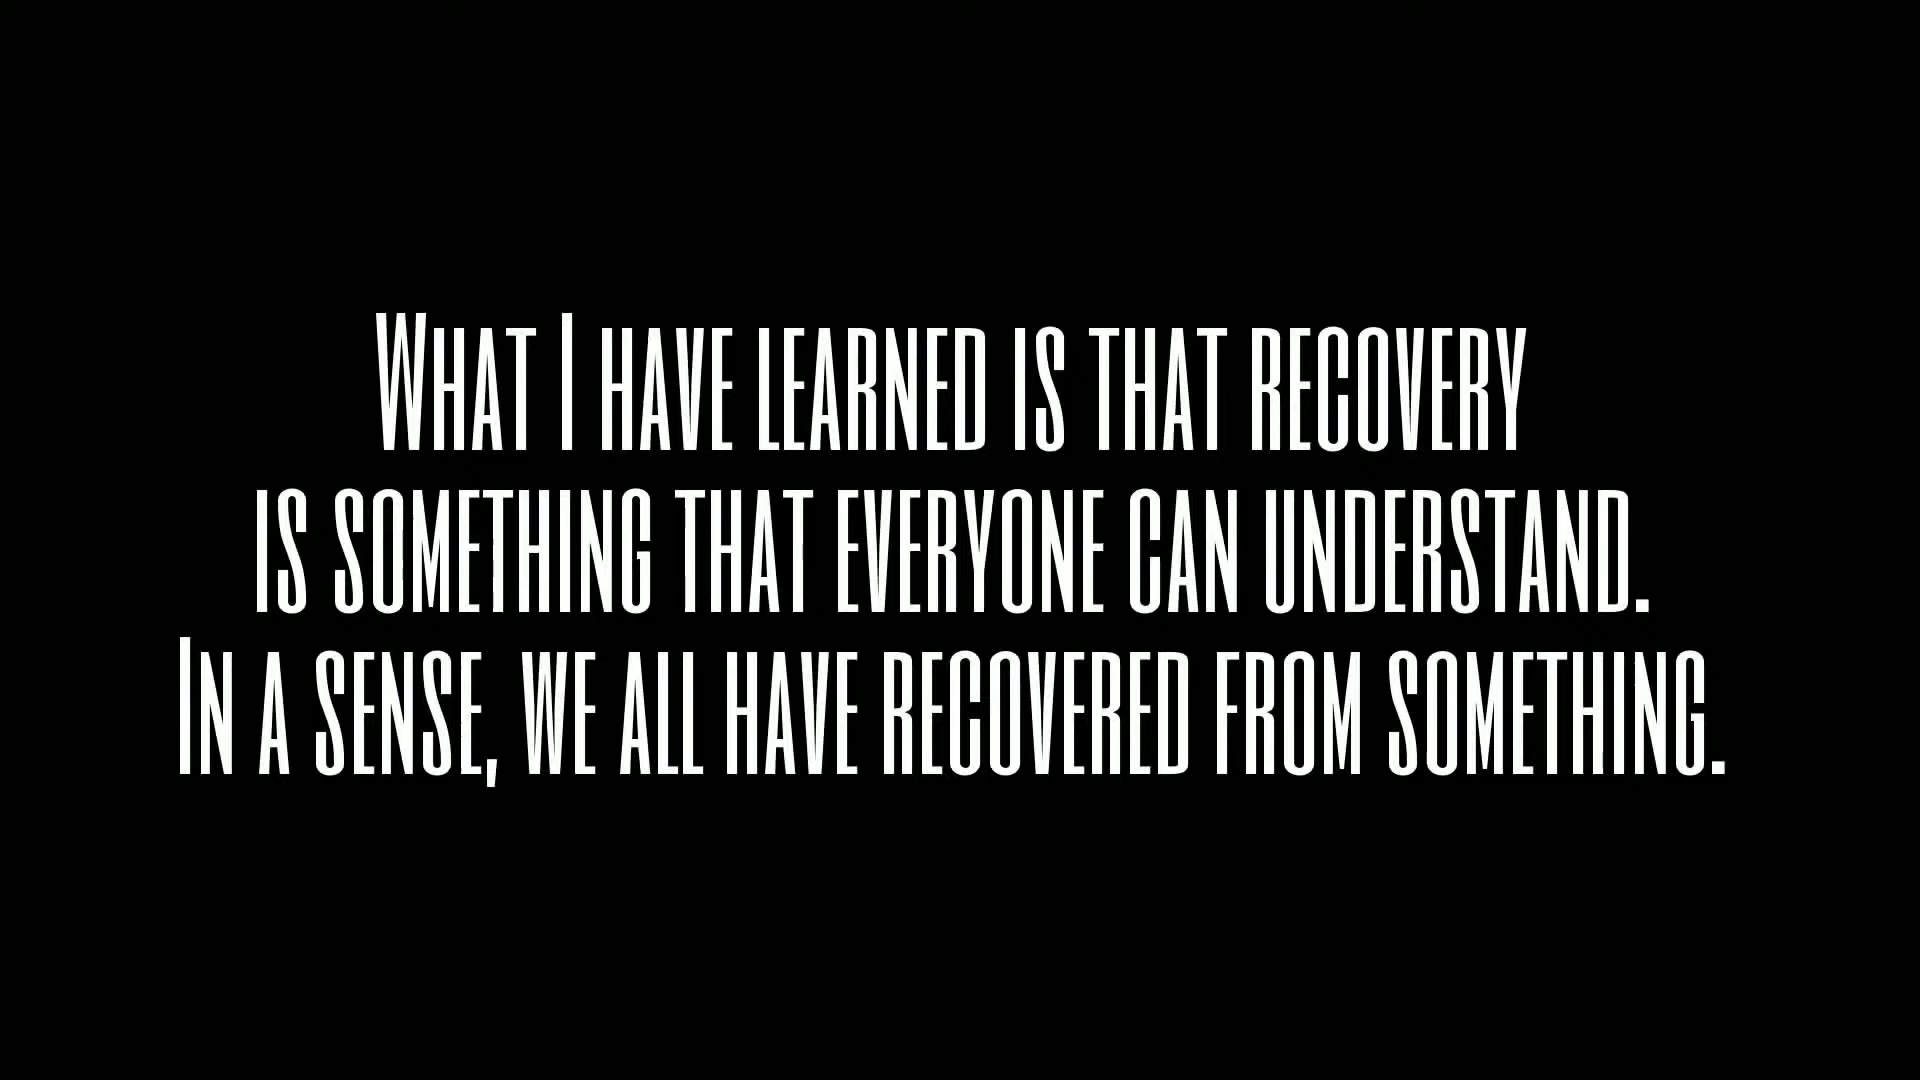 What I have learned is that recovery
is something that everyone can understand.
In a sense, we all have recovered from something.